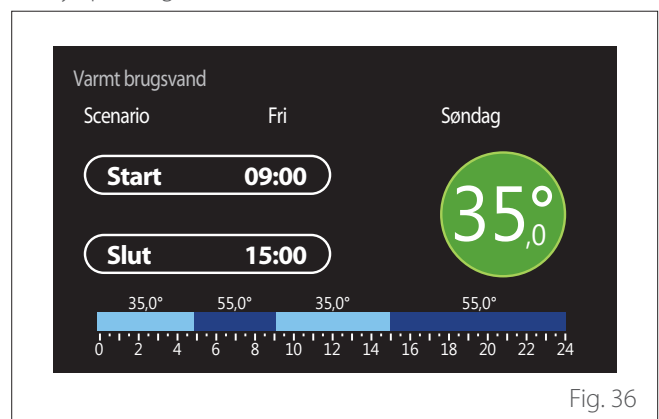 Varmt brugsvand
Scenario Fri Søndag
Start 09:00
35,0°
Slut 15:00
35,0° 55,0° 35,0° 55,0°
0 2 4 6 8 10 12 14 16 18 20 22 24
Fig. 36